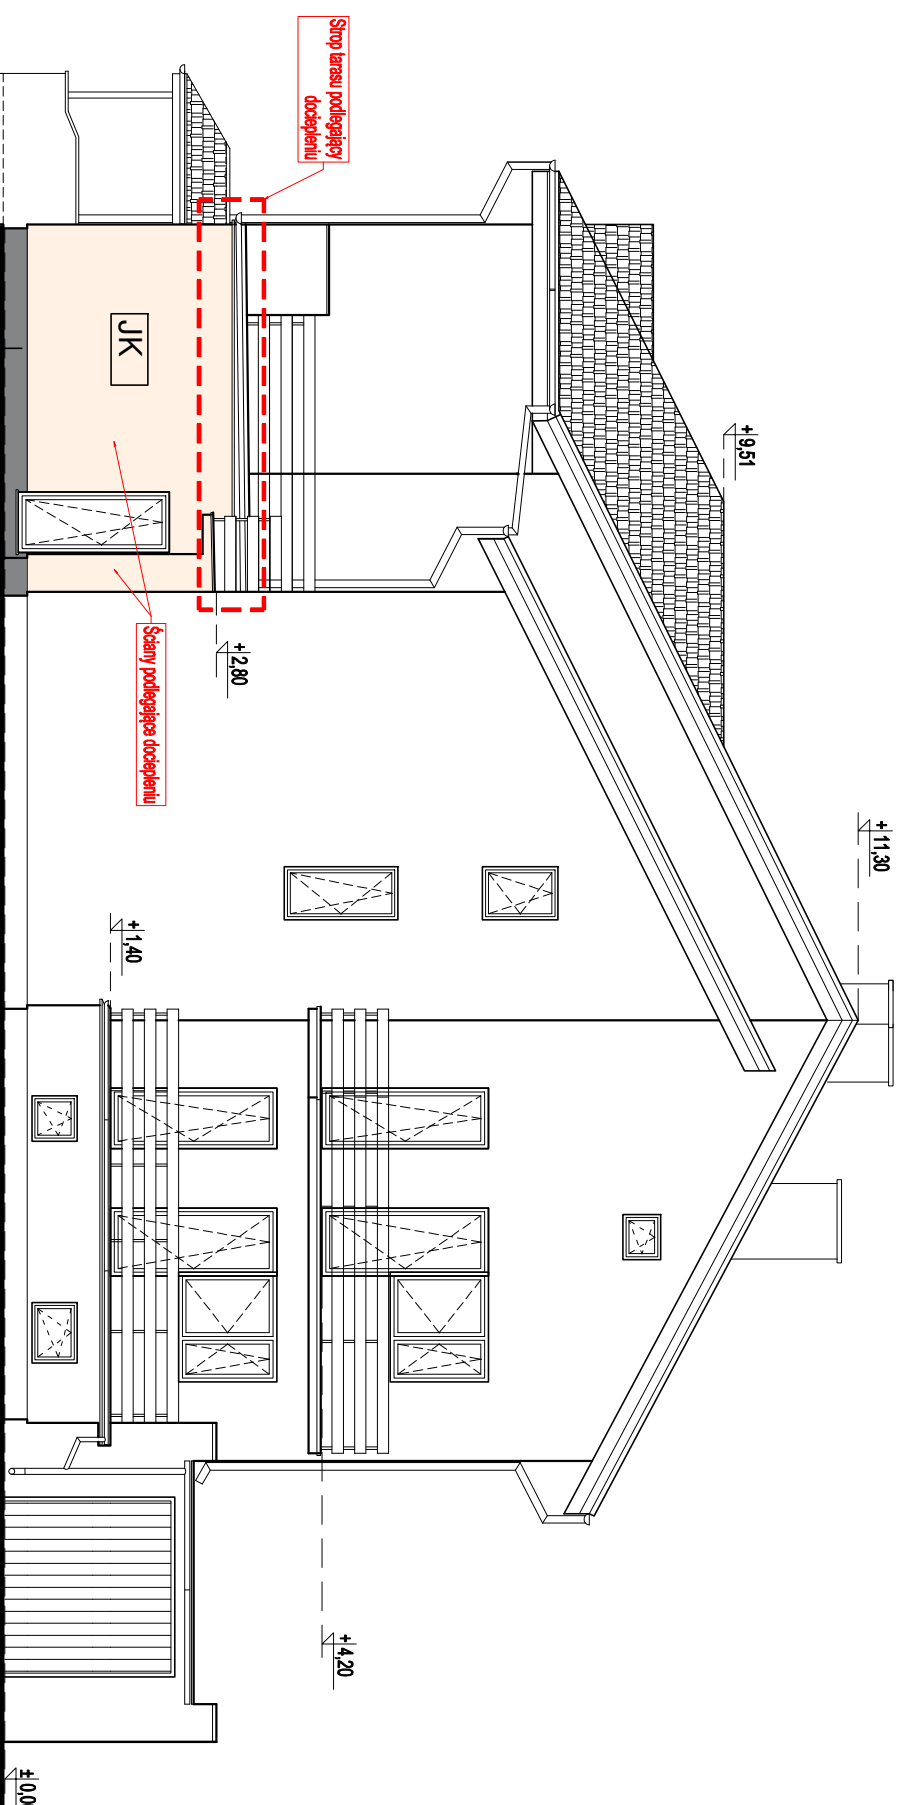 Strop tarasu podlegający
dociepleniu
JK
+ 9,51
+ 2,80
Ściany podlegające dociepleniu
+ 11,30
+ 1,40
+ 4,20
± 0,0